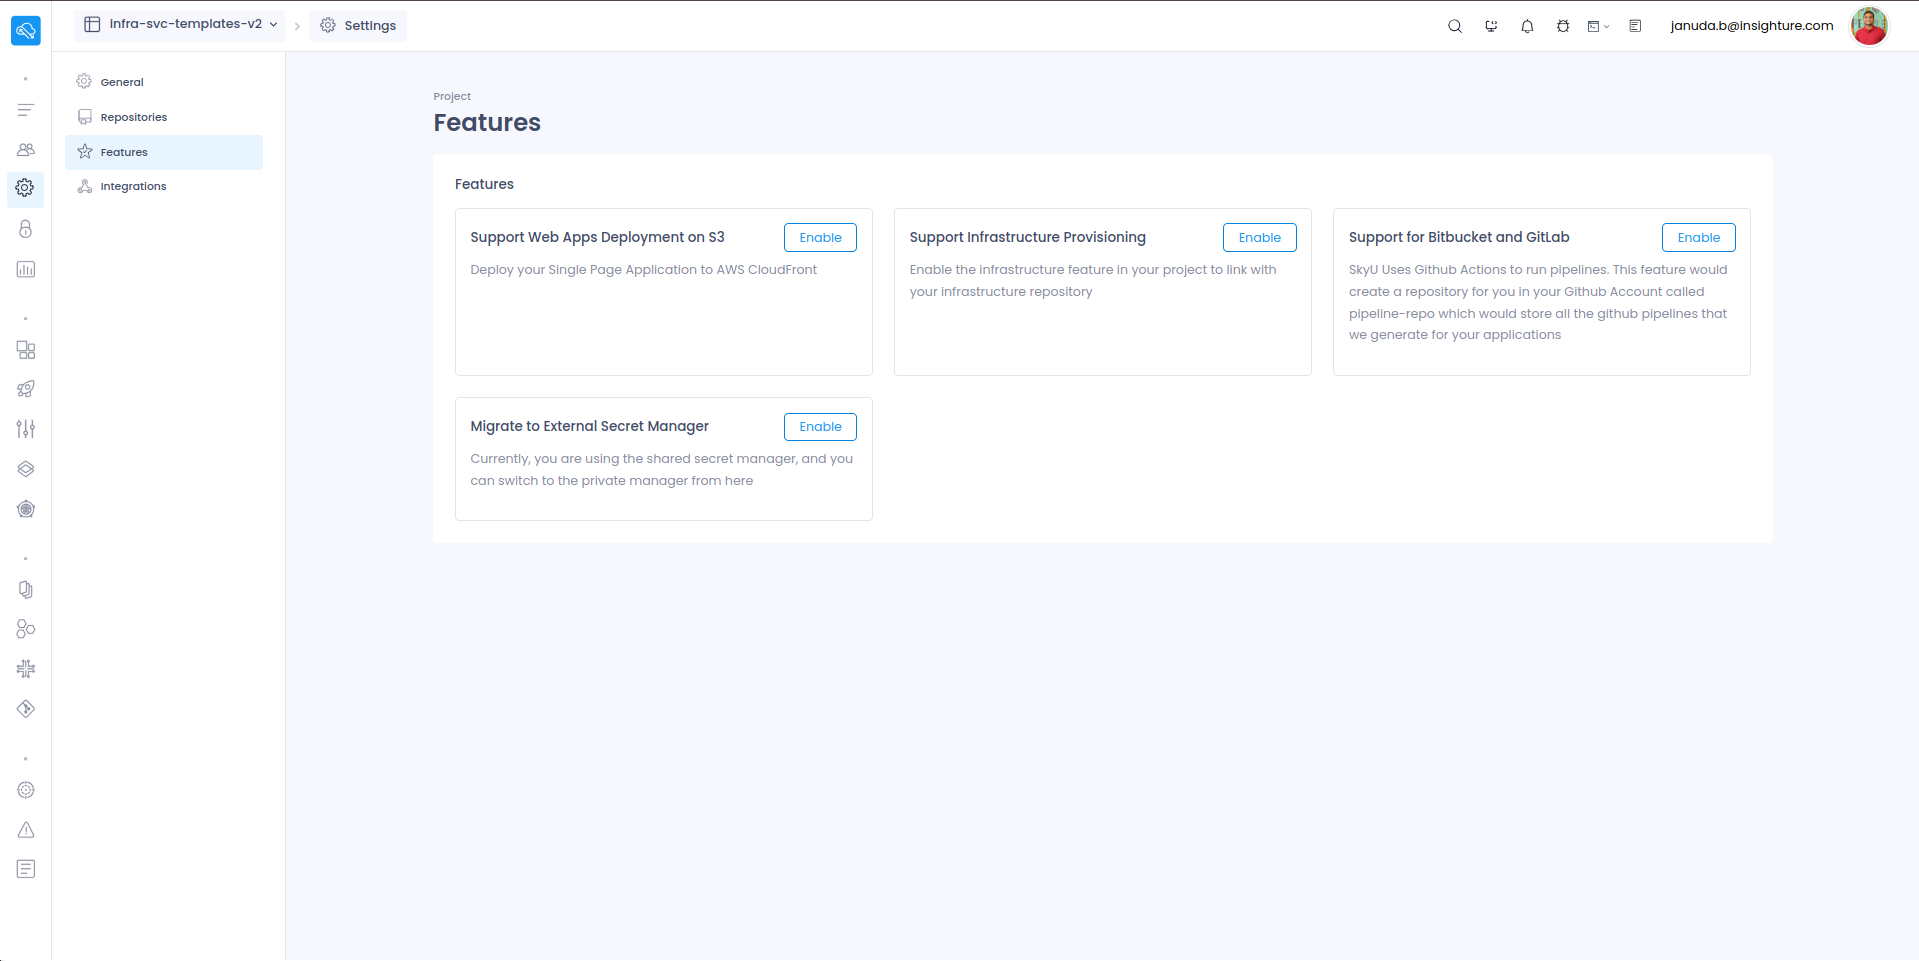 infra-svc-templates-v2
Settings
januda.b@insighture.com
General
Repositories
Features
Integrations
Project
Features
Features
Support Web Apps Deployment on S3
Enable
Deploy your Single Page Application to AWS CloudFront
Support Infrastructure Provisioning
Enable
Enable the infrastructure feature in your project to link with
your infrastructure repository
Support for Bitbucket and GitLab
Enable
SkyU Uses Github Actions to run pipelines. This feature would
create a repository for you in your Github Account called
pipeline-repo which would store all the github pipelines that
we generate for your applications
Migrate to External Secret Manager
Enable
Currently, you are using the shared secret manager, and you
can switch to the private manager from here